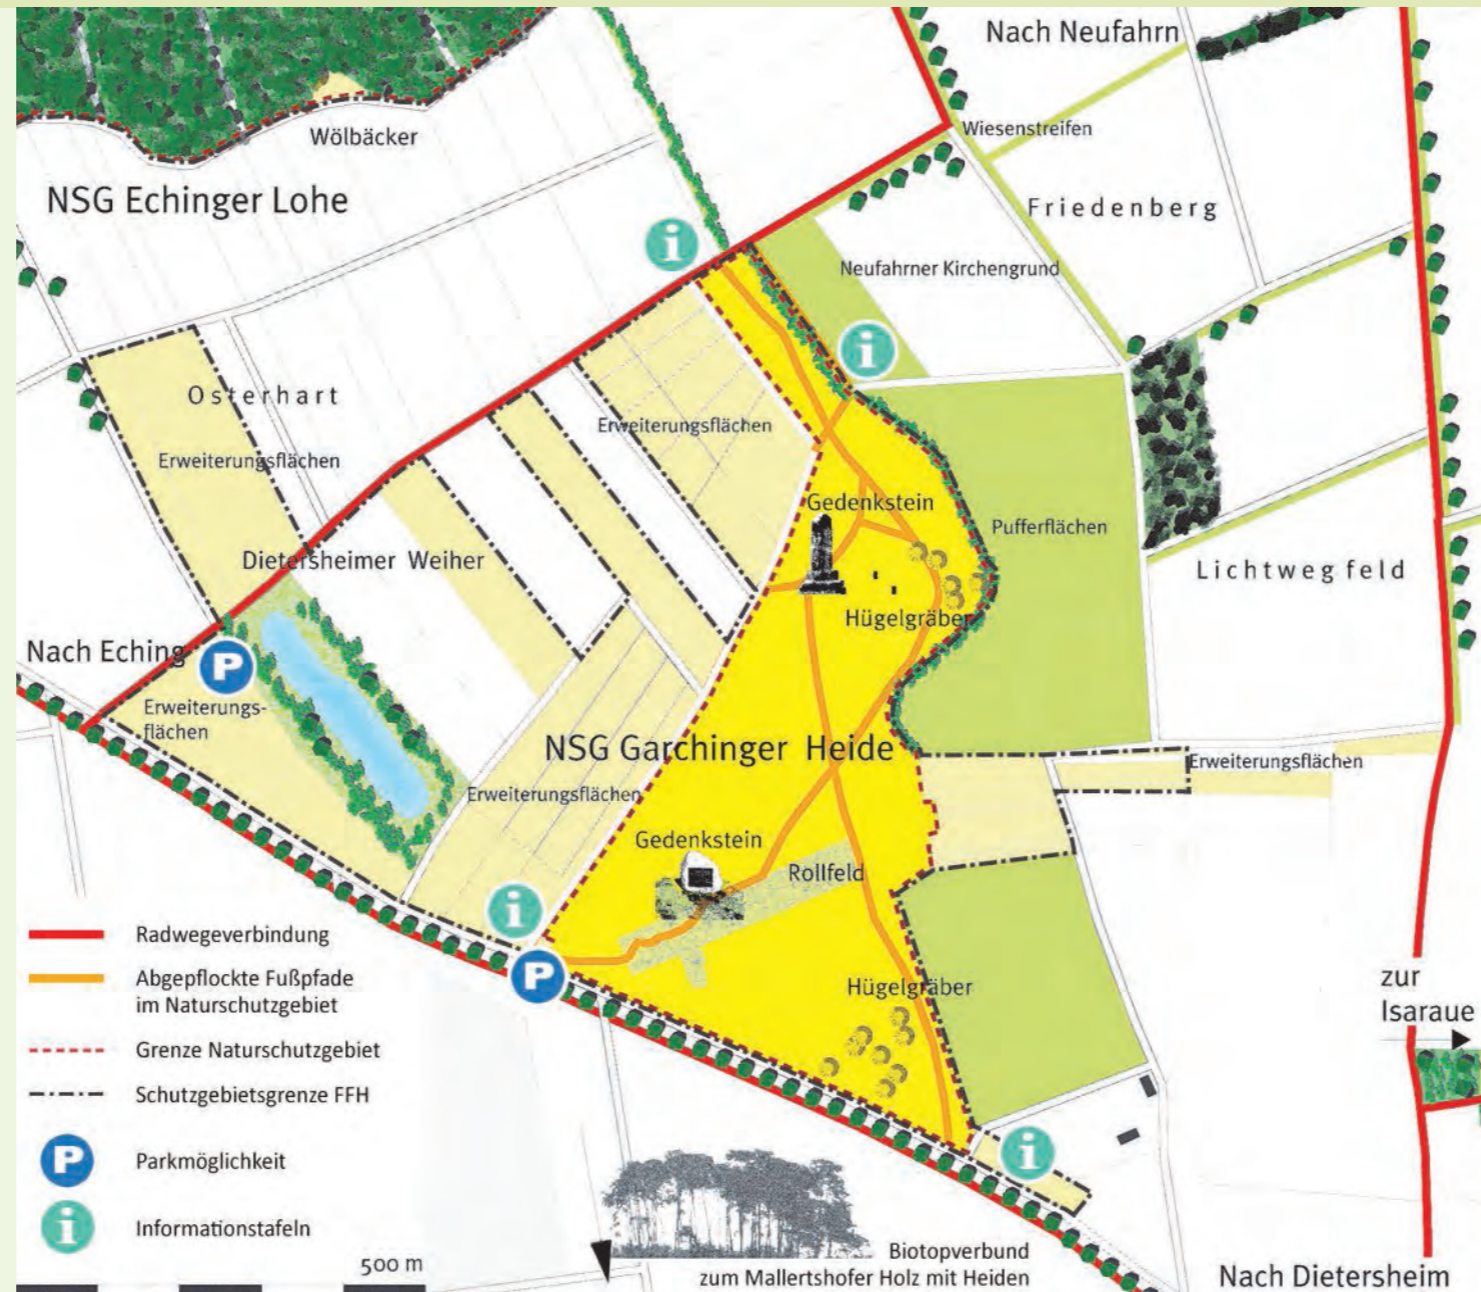 Nach Neufahrn
Wölbäcker
Wiesenstreifen
NSG Echinger Lohe
Friedenberg
i
Neufahrner Kirchengrund
i
Osterhart
Erweiterungsflächen
Erweiterungsflächen
Gedenkstein
Pufferflächen
Dietersheimer Weiher
Lichtwegfeld
Hügelgräber
Nach Eching
P
Erweiterungs-
flächen
NSG Garchinger Heide
Erweiterungsflächen
Erweiterungsflächen
Gedenkstein
Rollfeld
i
P
Hügelgräber
zur
Isaraue
Radwegeverbindung
Abgepflockte Fußpfade
im Naturschutzgebiet
Grenze Naturschutzgebiet
Schutzgebietsgrenze FFH
P Parkmöglichkeit
i Informationstafeln
i
500 m
Biotopverbund
zum Mallertshofer Holz mit Heiden
Nach Dietersheim